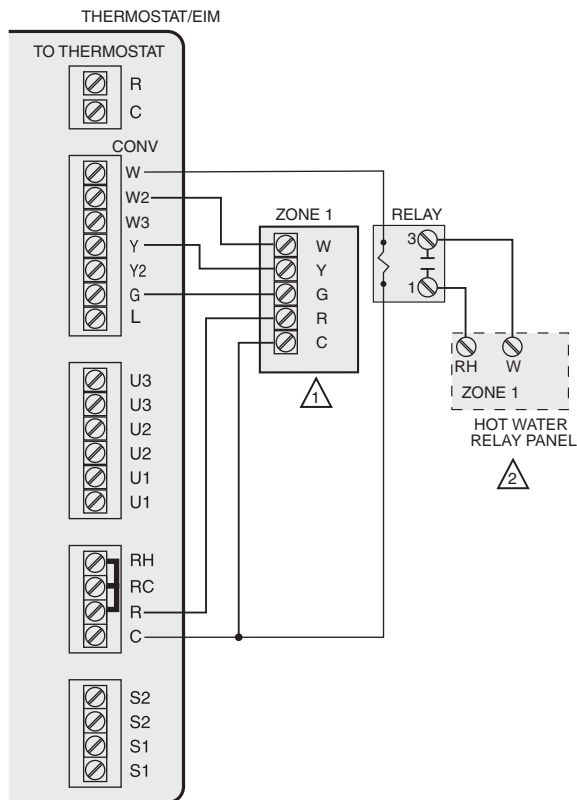 THERMOSTAT/EIM
TO THERMOSTAT
R
C
CONV
W
W2
W3
Y
Y2
G
L
U3
U3
U2
U2
U1
U1
RH
RC
R
C
S2
S2
S1
S1
ZONE 1
W
Y
G
R
C
1
RELAY
3
1
RH W
ZONE 1
HOT WATER
RELAY PANEL
2